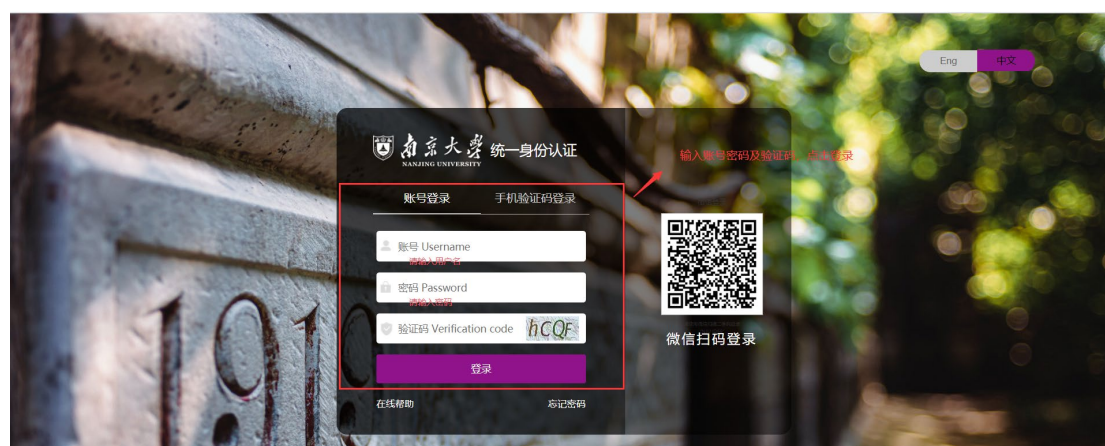 Eng 中文
南京大学 统一身份认证
NANJING UNIVERSITY
输入账号密码及验证码，点击登录
账号登录 手机验证码登录
账号 Username
请输入用户名
密码 Password
请输入密码
验证码 Verification code hCQF
登录
微信扫码登录
在线帮助 忘记密码
191